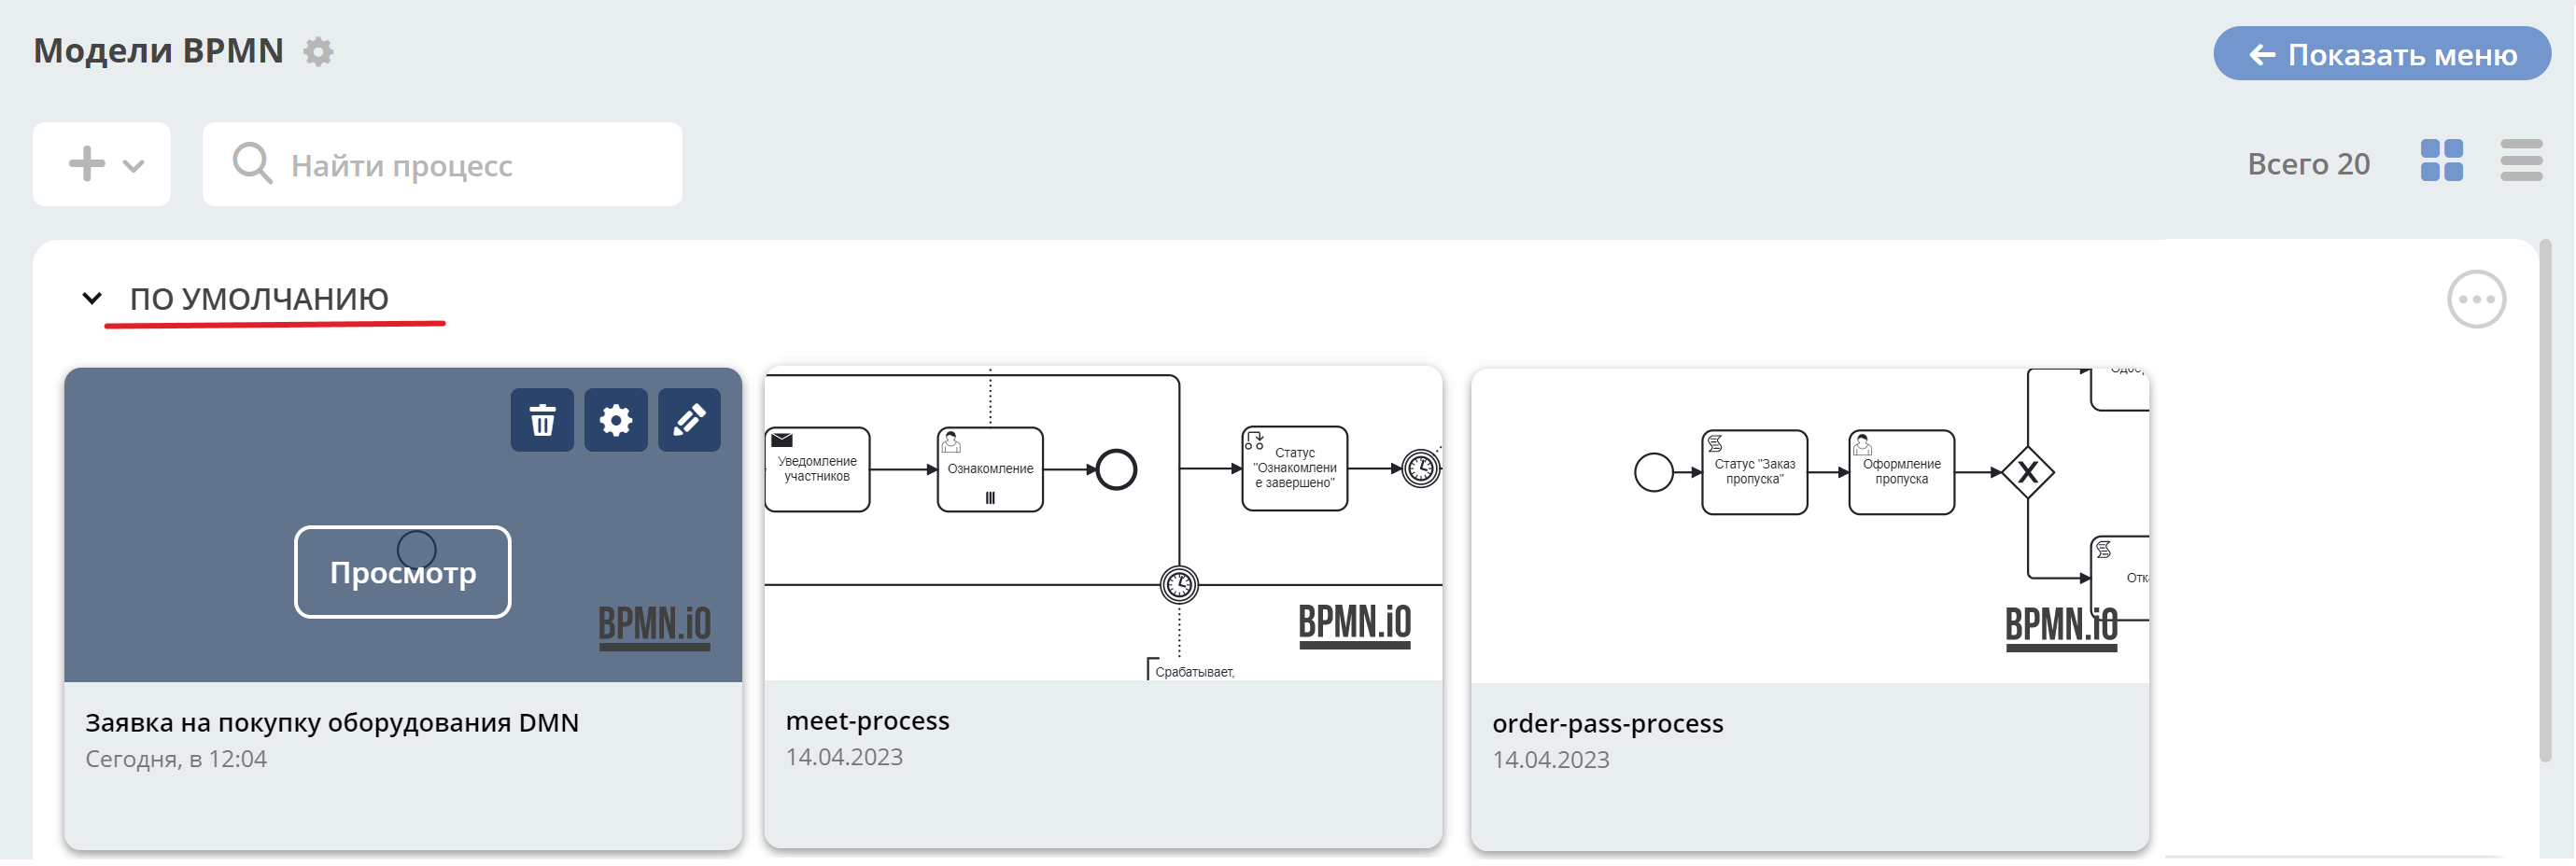 Модели BPMN
← Показать меню
Найти процесс
Всего 20
ПО УМОЛЧАНИЮ
Просмотр
BPMN.iO
Заявка на покупку оборудования DMN
Сегодня, в 12:04
Уведомление
участников
Ознакомление
Статус
"Ознакомлени
е завершено"
Срабатывает,
BPMN.iO
meet-process
14.04.2023
Статус "Заказ
пропуска"
Оформление
пропуска
X
BPMN.iO
order-pass-process
14.04.2023